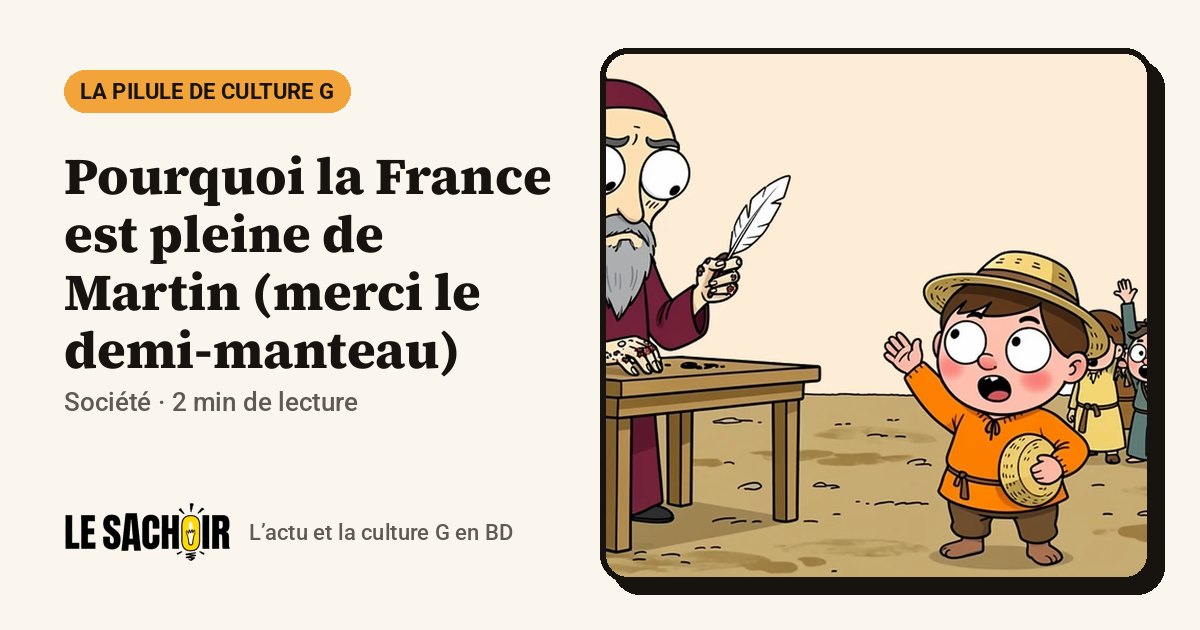 LA PILULE DE CULTURE G
Pourquoi la France
est pleine de
Martin (merci le
demi-manteau)
Société · 2 min de lecture
LE SACHOIR
L’actu et la culture G en BD